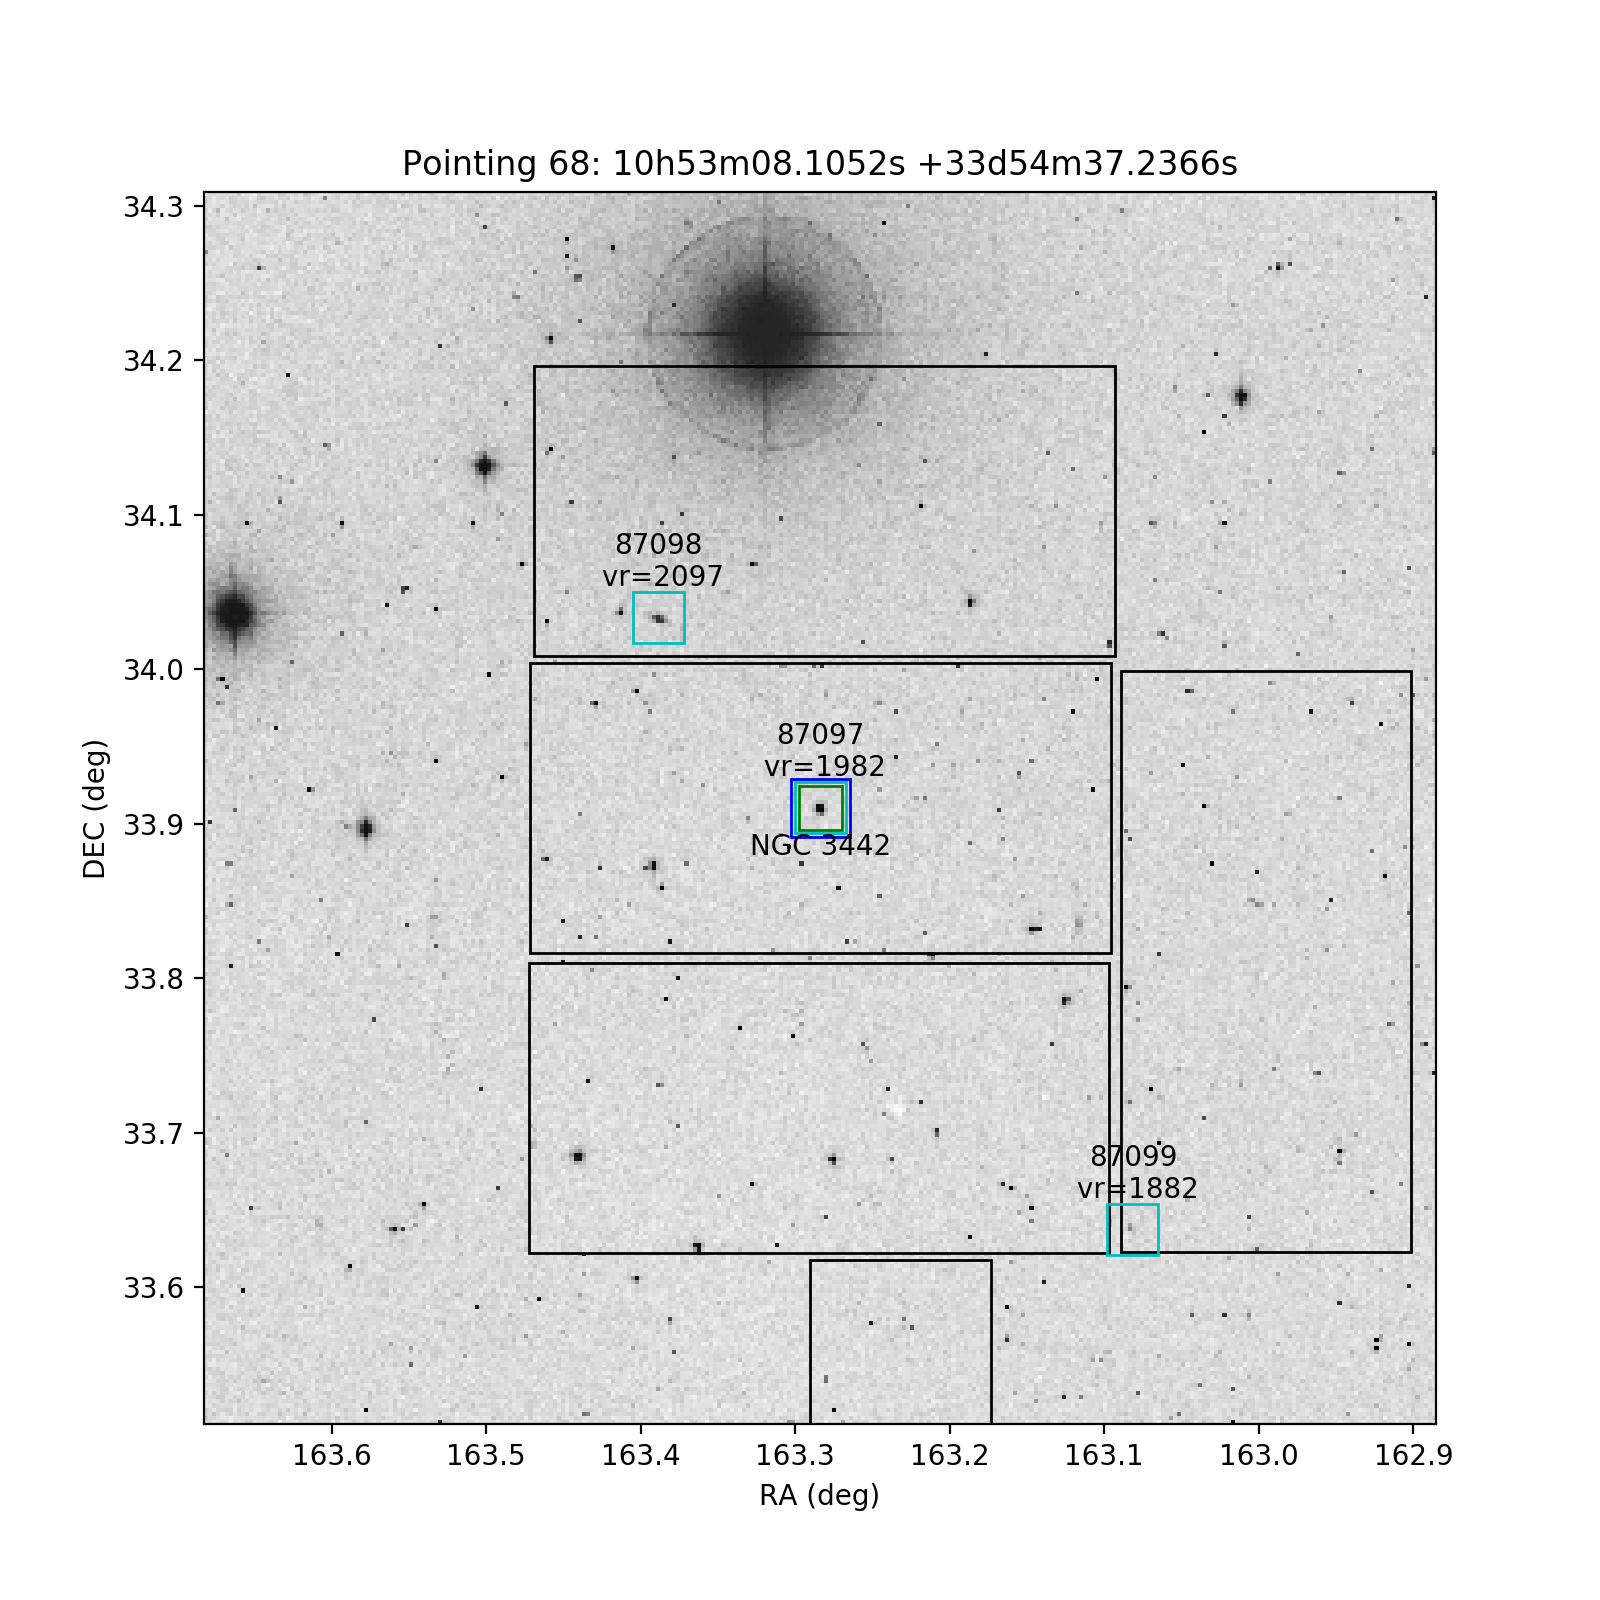 Pointing 68: 10h53m08.1052s +33d54m37.2366s
34.3
34.2
34.1
34.0
33.9
33.8
33.7
33.6
DEC (deg)
87098
vr=2097
87097
vr=1982
NGC 3442
87099
vr=1882
163.6 163.5 163.4 163.3 163.2 163.1 163.0 162.9
RA (deg)